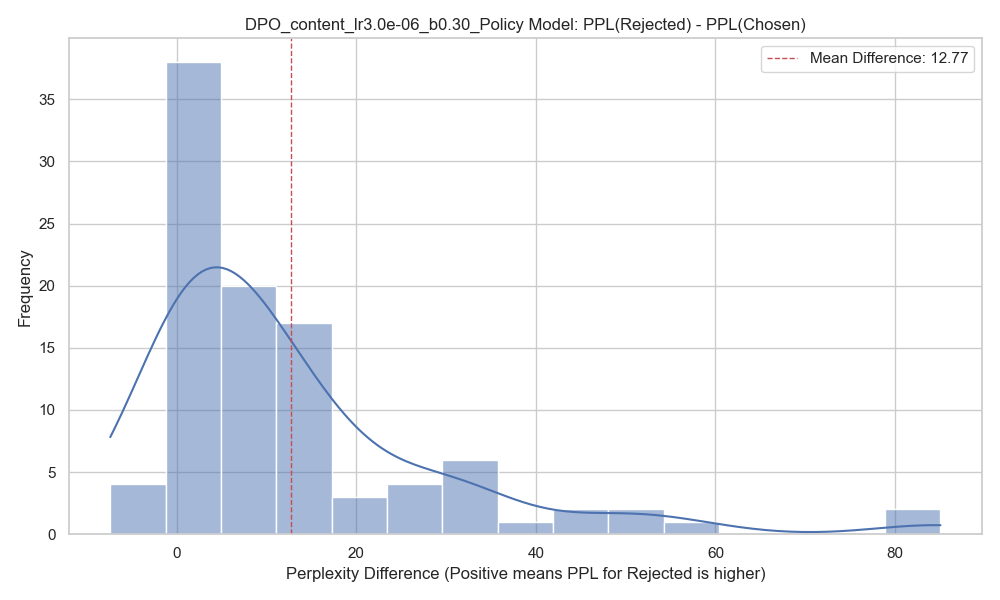 DPO_content_lr3.0e-06_b0.30_Policy Model: PPL(Rejected) - PPL(Chosen)
Mean Difference: 12.77
Frequency
35
30
25
20
15
10
5
0
0 20 40 60 80
Perplexity Difference (Positive means PPL for Rejected is higher)